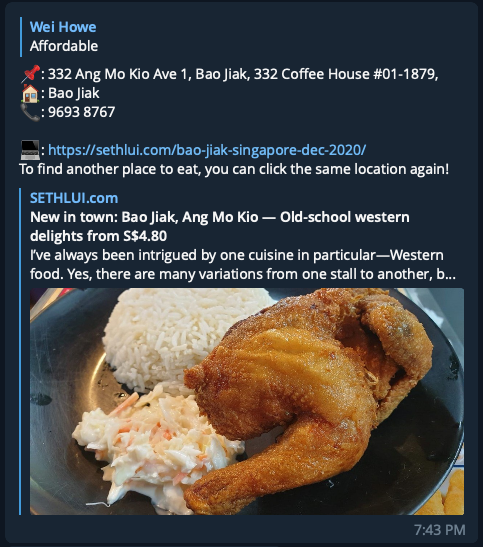 Wei Howe
Affordable
📌: 332 Ang Mo Kio Ave 1, Bao Jiak, 332 Coffee House #01-1879,
🏠: Bao Jiak
📞: 9693 8767
💻: https://sethlui.com/bao-jiak-singapore-dec-2020/
To find another place to eat, you can click the same location again!
SETHLUI.com
New in town: Bao Jiak, Ang Mo Kio — Old-school western
delights from S$4.80
I’ve always been intrigued by one cuisine in particular—Western
food. Yes, there are many variations from one stall to another, b...
7:43 PM